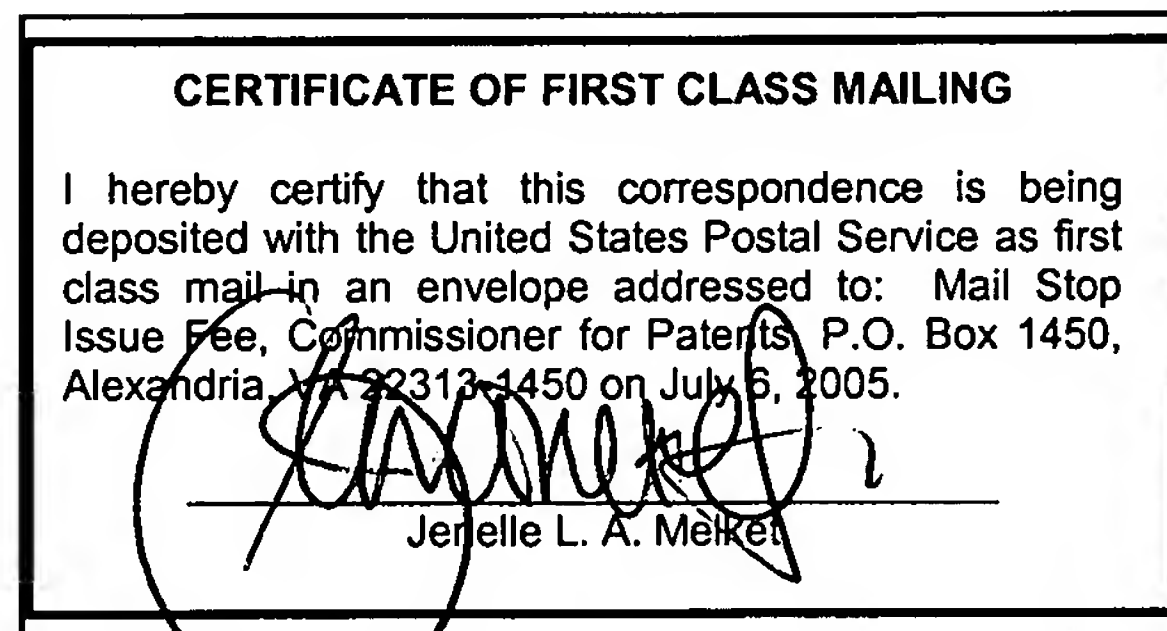 CERTIFICATE OF FIRST CLASS MAILING
I hereby certify that this correspondence is being
deposited with the United States Postal Service as first
class mail in an envelope addressed to: Mail Stop
Issue Fee, Commissioner for Patents, P.O. Box 1450,
Alexandria, VA 22313-1450 on July 6, 2005.
Jenelle L. A.